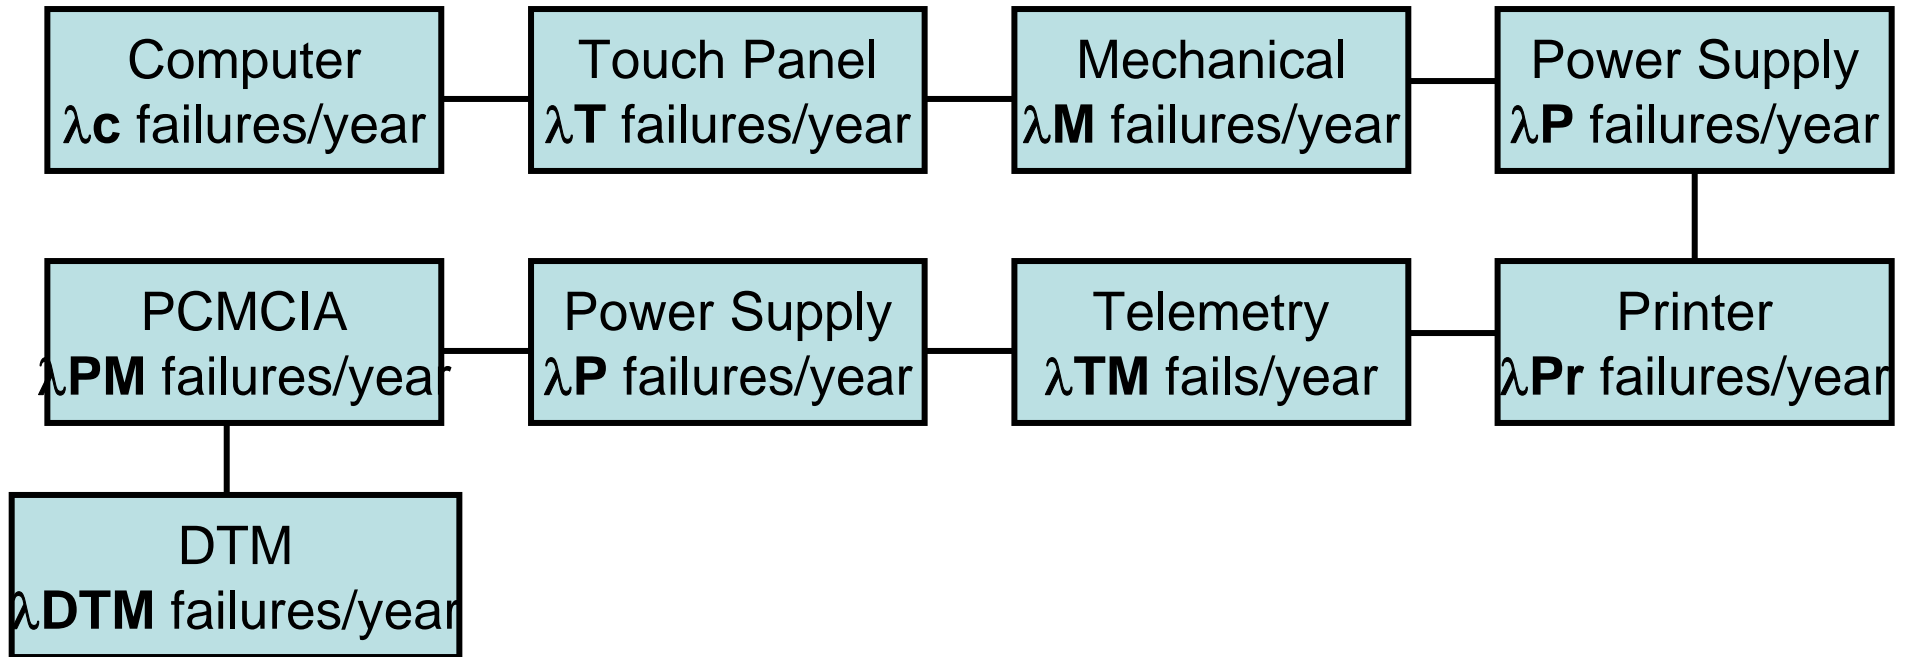 Computer
λc failures/year
Touch Panel
λT failures/year
Mechanical
λM failures/year
Power Supply
λP failures/year
PCMCIA
λPM failures/year
Power Supply
λP failures/year
Telemetry
λTM fails/year
Printer
λPr failures/year
DTM
λDTM failures/year